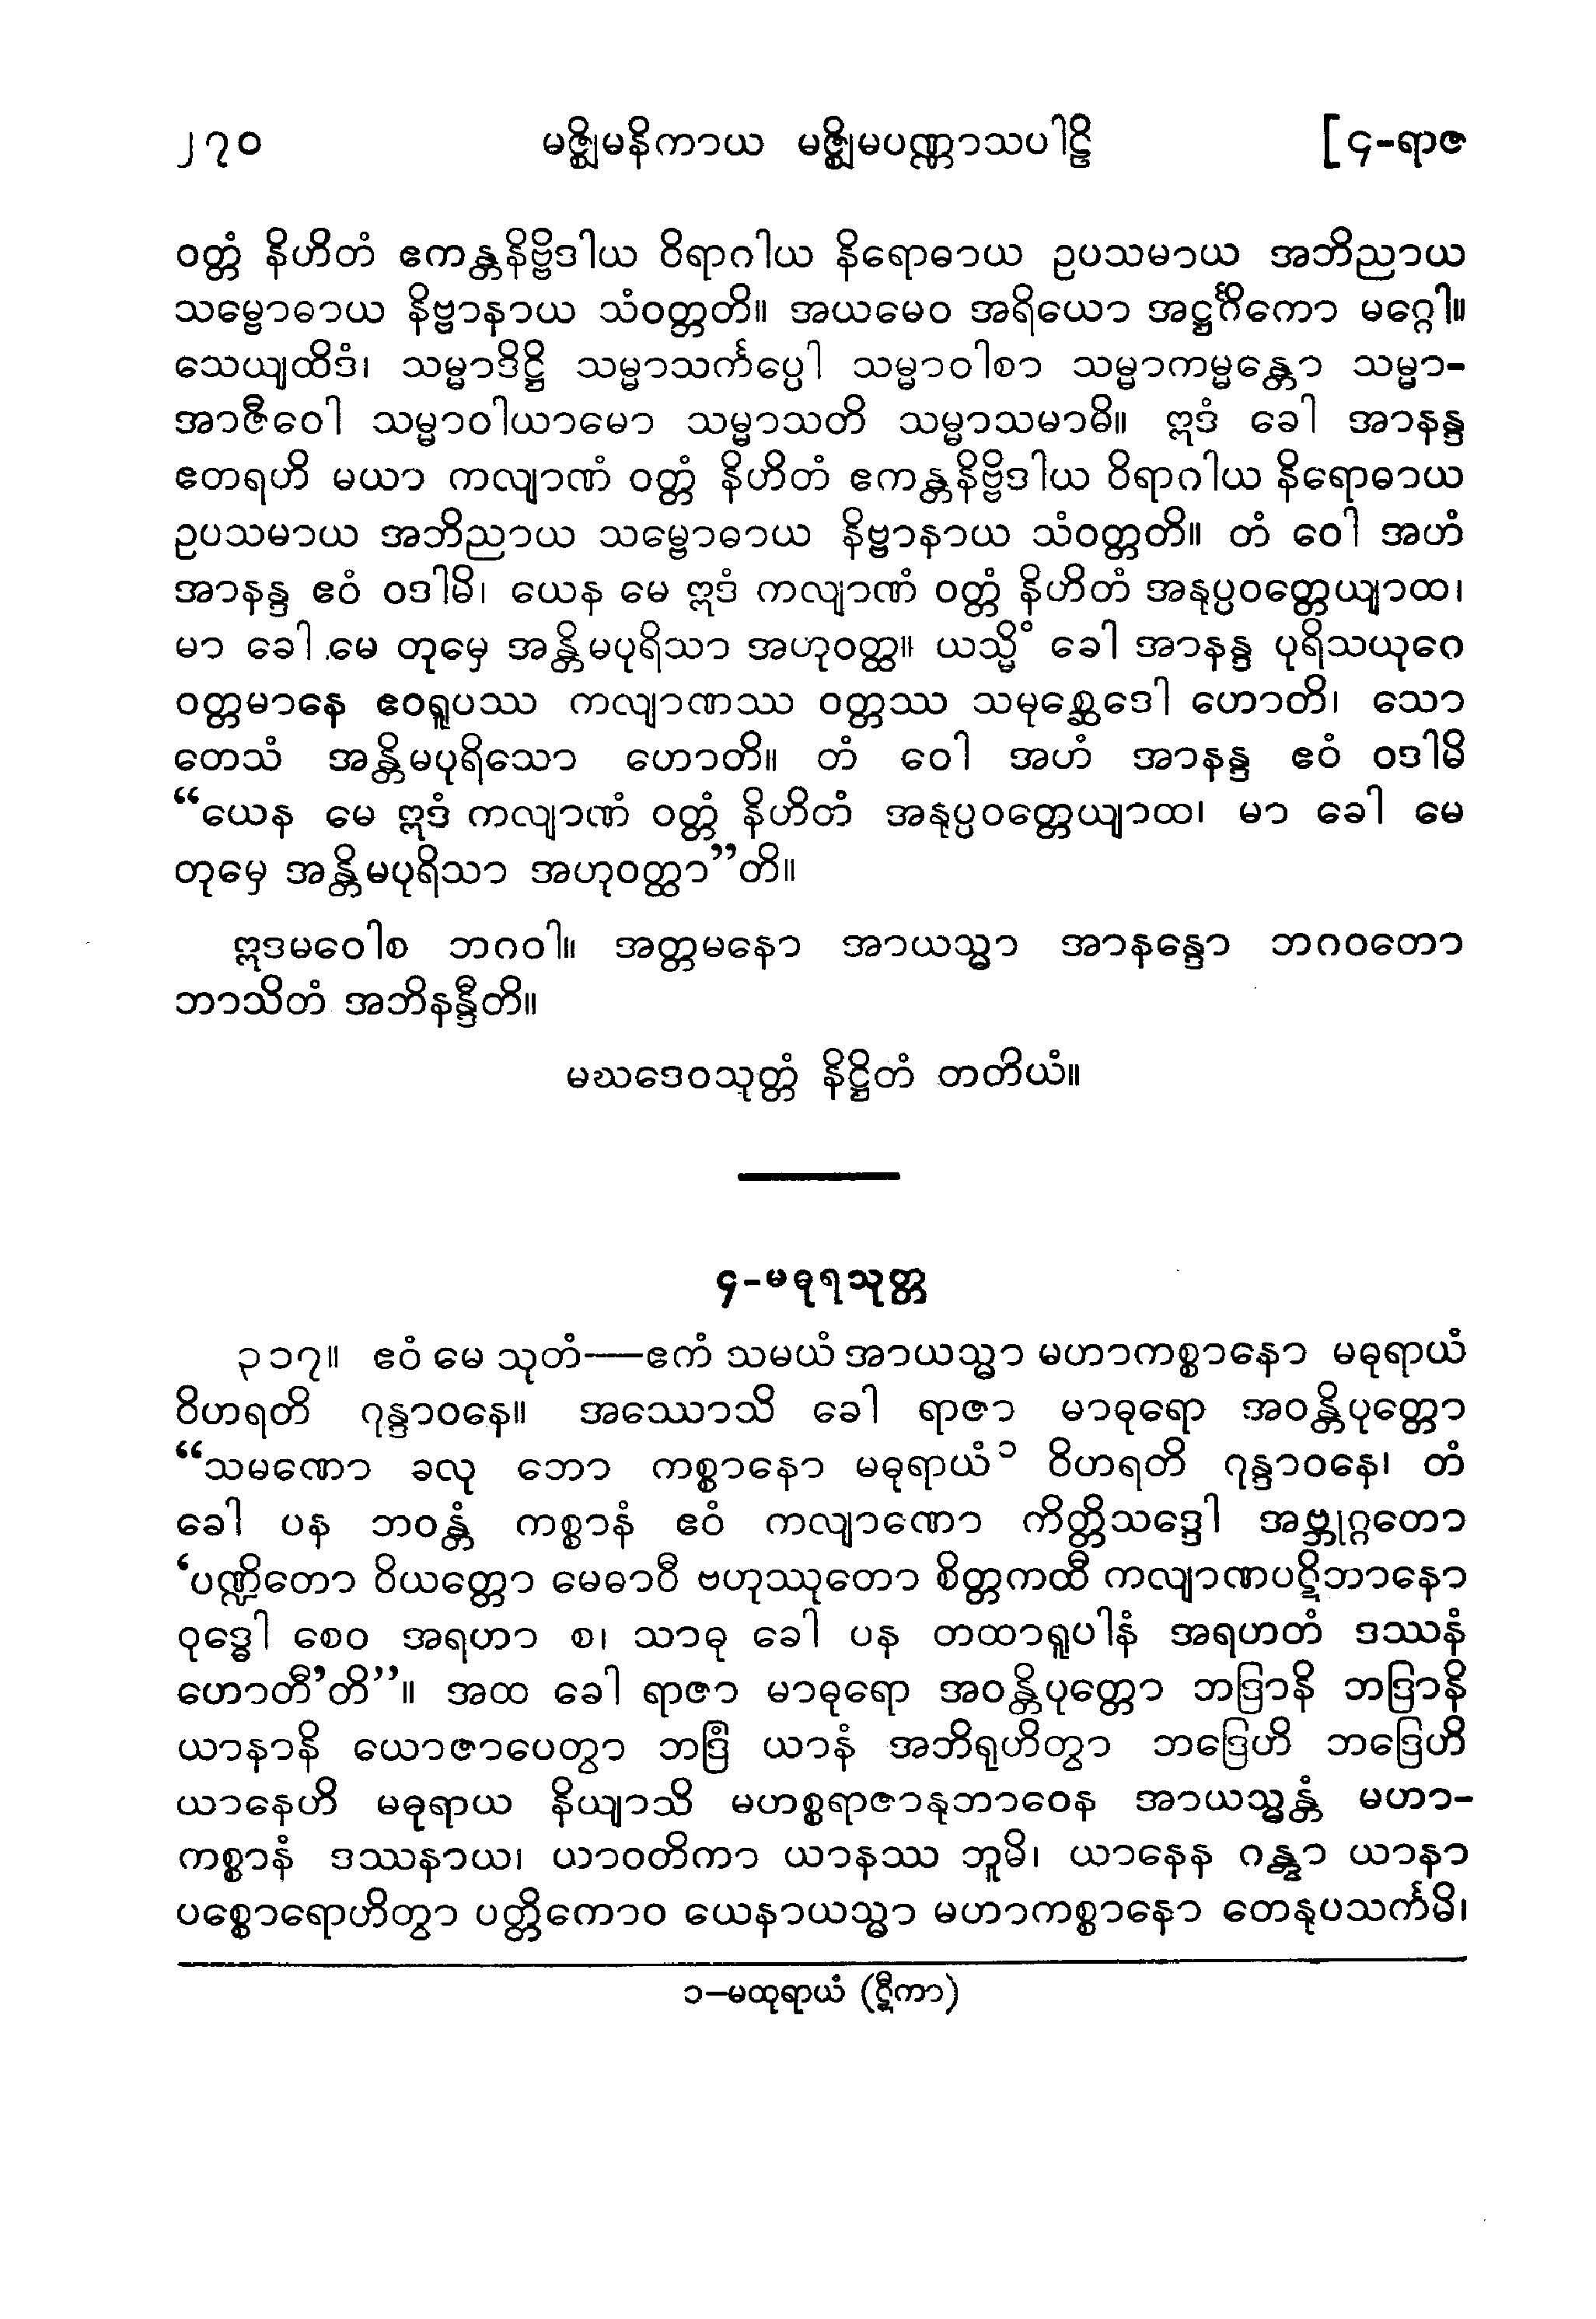 ၂၇၀ မဇ္ဈိမနိကာယ မဇ္ဈိမပဏ္ဏာသပါဠိ [၄-ရာဇ
ဝတ္တံ နိဟိတံ ဧကန္တနိဗ္ဗိဒါယ ဝိရာဂါယ နိရောဓာယ ဥပသမာယ အဘိညာယ
သမ္ဗောဓာယ နိဗ္ဗာနာယ သံဝတ္တတိ။ အယမေဝ အရိယော အဋ္ဌင်္ဂိကော မဂ္ဂေါ။
သေယျထိဒံ၊ သမ္မာဒိဋ္ဌိ သမ္မာသင်္ကပ္ပေါ သမ္မာဝါစာ သမ္မာကမ္မန္တော သမ္မာ-
အာဇီဝေါ သမ္မာဝါယာမော သမ္မာသတိ သမ္မာသမာဓိ။ ဣဒံ ခေါ အာနန္ဒ
ဧတရဟိ မယာ ကလျာဏံ ဝတ္တံ နိဟိတံ ဧကန္တနိဗ္ဗိဒါယ ဝိရာဂါယ နိရောဓာယ
ဥပသမာယ အဘိညာယ သမ္ဗောဓာယ နိဗ္ဗာနာယ သံဝတ္တတိ။ တံ ဝေါ အဟံ
အာနန္ဒ ဧဝံ ဝဒါမိ၊ ယေန မေ ဣဒံ ကလျာဏံ ဝတ္တံ နိဟိတံ အနုပ္ပဝတ္တေယျာထ၊
မာ ခေါ မေ တုမှေ အန္တိမပုရိသာ အဟုဝတ္ထ။ ယသ္မိံ ခေါ အာနန္ဒ ပုရိသယုဂေ
ဝတ္တမာနေ ဧဝရူပဿ ကလျာဏဿ ဝတ္တဿ သမုစ္ဆေဒေါ ဟောတိ၊ သော
တေသံ အန္တိမပုရိသော ဟောတိ။ တံ ဝေါ အဟံ အာနန္ဒ ဧဝံ ဝဒါမိ
“ယေန မေ ဣဒံ ကလျာဏံ ဝတ္တံ နိဟိတံ အနုပ္ပဝတ္တေယျာထ၊ မာ ခေါ မေ
တုမှေ အန္တိမပုရိသာ အဟုဝတ္ထာ”တိ။
ဣဒမဝေါစ ဘဂဝါ။ အတ္တမနော အာယသ္မာ အာနန္ဒော ဘဂဝတော
ဘာသိတံ အဘိနန္ဒီတိ။
မဃဒေဝသုတ္တံ နိဋ္ဌိတံ တတိယံ။
၄-မဓုရသုတ္တ
၃၁၇။ ဧဝံ မေ သုတံ—ဧကံ သမယံ အာယသ္မာ မဟာကစ္စာနော မဓုရာယံ
ဝိဟရတိ ဂုန္ဒာဝနေ။ အဿောသိ ခေါ ရာဇာ မာဓုရော အဝန္တိပုတ္တော
“သမဏော ခလု ဘော ကစ္စာနော မဓုရာယံ၁ ဝိဟရတိ ဂုန္ဒာဝနေ၊ တံ
ခေါ ပန ဘဝန္တံ ကစ္စာနံ ဧဝံ ကလျာဏော ကိတ္တိသဒ္ဒေါ အဗ္ဘုဂ္ဂတော
‘ပဏ္ဍိတော ဝိယတ္တော မေဓာဝီ ဗဟုဿုတော စိတ္တကထီ ကလျာဏပဋိဘာနော
ဝုဒ္ဓေါ စေဝ အရဟာ စ၊ သာဓု ခေါ ပန တထာရူပါနံ အရဟတံ ဒဿနံ
ဟောတီ’တိ”။ အထ ခေါ ရာဇာ မာဓုရော အဝန္တိပုတ္တော ဘဒြာနိ ဘဒြာနိ
ယာနာနိ ယောဇာပေတွာ ဘဒြံ ယာနံ အဘိရုဟိတွာ ဘဒြေဟိ ဘဒြေဟိ
ယာနေဟိ မဓုရာယ နိယျာသိ မဟစ္စရာဇာနုဘာဝေန အာယသ္မန္တံ မဟာ-
ကစ္စာနံ ဒဿနာယ၊ ယာဝတိကာ ယာနဿ ဘူမိ၊ ယာနေန ဂန္တွာ ယာနာ
ပစ္စောရောဟိတွာ ပတ္တိကောဝ ယေနာယသ္မာ မဟာကစ္စာနော တေနုပသင်္ကမိ၊
၁-မထုရာယံ (ဋီကာ)